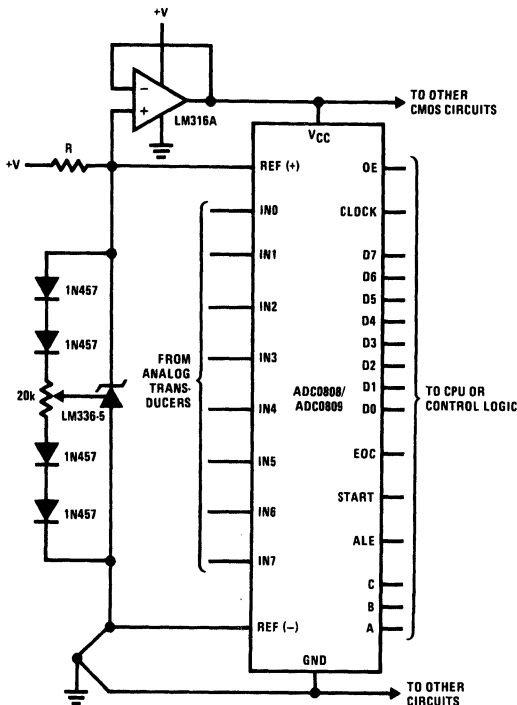 +V
−
+
LM316A
TO OTHER
CMOS CIRCUITS
VCC
R
+V
REF (+)
OE
IN0
CLOCK
IN1
D7
1N457
D6
IN2
D5
1N457
D4
IN3
D3
FROM
ANALOG
TRANS-
DUCERS
D2
20k
LM336-5
ADC0808/
ADC0809
D1
TO CPU OR
CONTROL LOGIC
IN4
D0
1N457
IN5
EOC
1N457
IN6
START
IN7
ALE
C
B
REF (−)
A
GND
TO OTHER
CIRCUITS